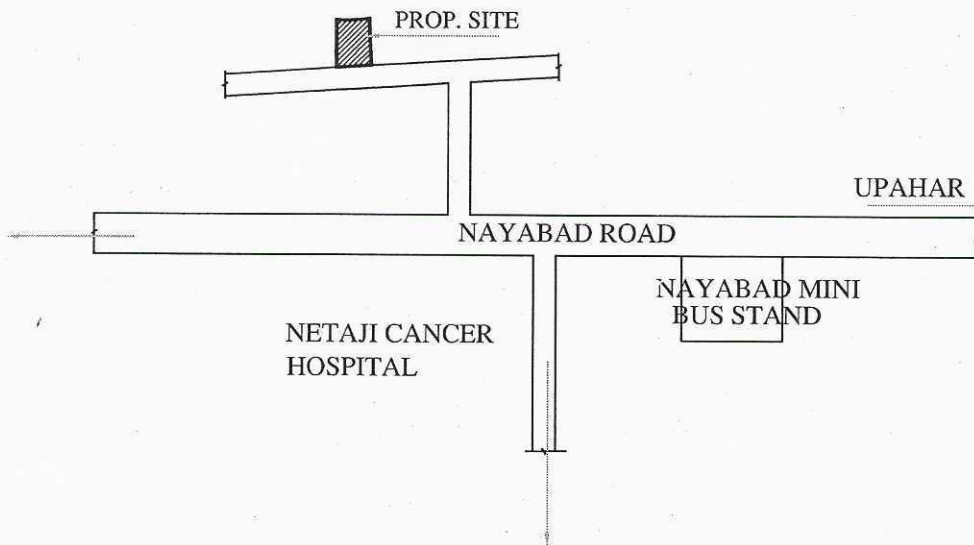 PROP. SITE
UPAHAR
NAYABAD ROAD
NAYABAD MINI
BUS STAND
NETAJI CANCER
HOSPITAL